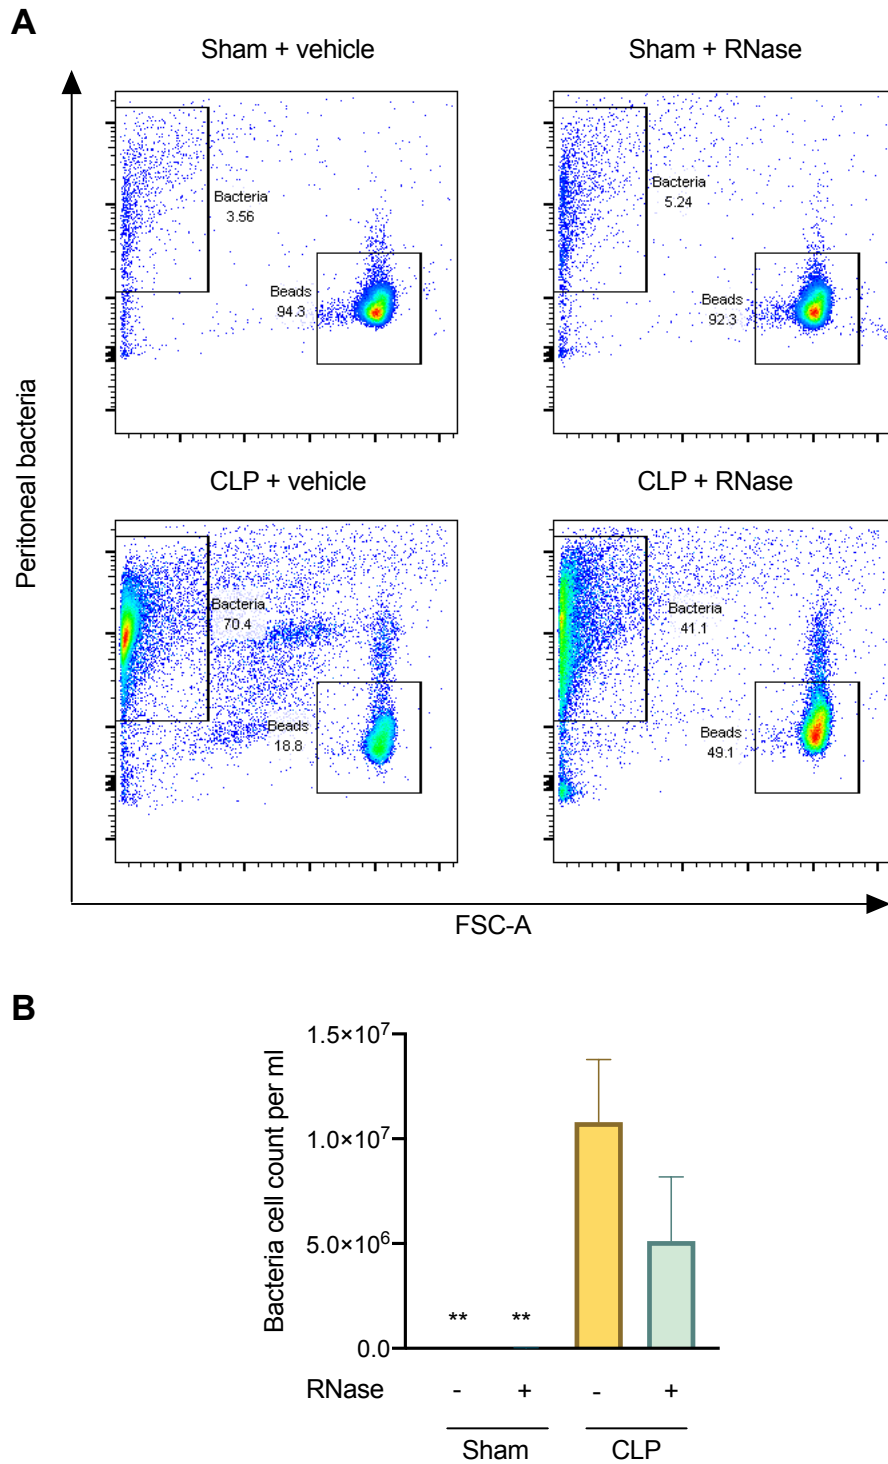 A
Sham + vehicle
Sham + RNase
Bacteria
3.56
Beads
94.3
Bacteria
5.24
Beads
92.3
CLP + vehicle
CLP + RNase
Bacteria
70.4
Beads
18.8
Bacteria
41.1
Beads
49.1
Peritoneal bacteria
FSC-A
B
Bacteria cell count per ml
1.5×10⁷
1.0×10⁷
5.0×10⁶
0.0
** **
RNase - + - +
Sham CLP